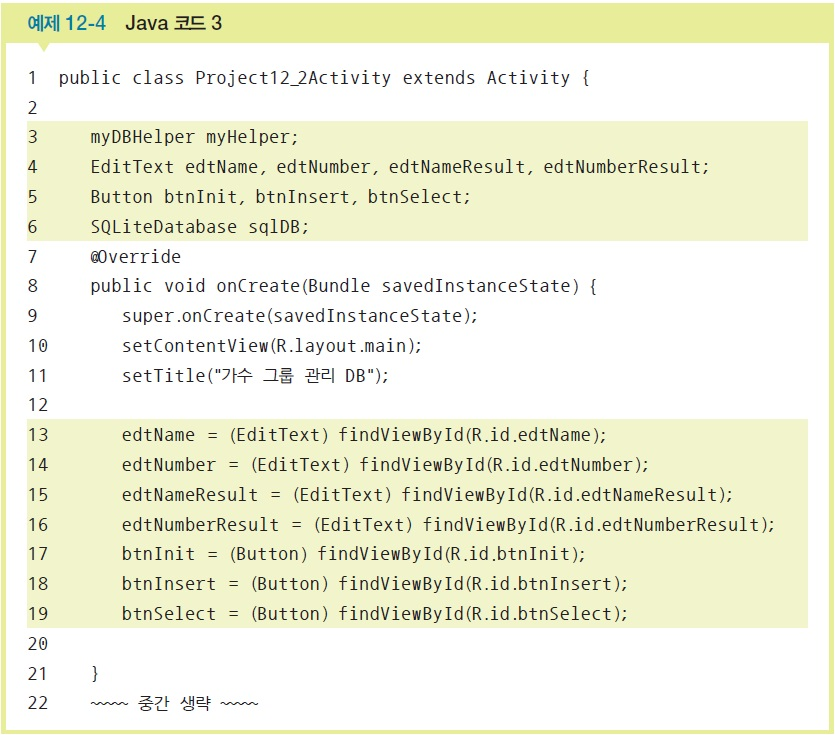 예제 12-4 Java 코드 3
1 public class Project12_2Activity extends Activity {
2
3 myDBHelper myHelper;
4 EditText edtName, edtNumber, edtNameResult, edtNumberResult;
5 Button btnInit, btnInsert, btnSelect;
6 SQLiteDatabase sqlDB;
7 @Override
8 public void onCreate(Bundle savedInstanceState) {
9 super.onCreate(savedInstanceState);
10 setContentView(R.layout.main);
11 setTitle("가수 그룹 관리 DB");
12
13 edtName = (EditText) findViewById(R.id.edtName);
14 edtNumber = (EditText) findViewById(R.id.edtNumber);
15 edtNameResult = (EditText) findViewById(R.id.edtNameResult);
16 edtNumberResult = (EditText) findViewById(R.id.edtNumberResult);
17 btnInit = (Button) findViewById(R.id.btnInit);
18 btnInsert = (Button) findViewById(R.id.btnInsert);
19 btnSelect = (Button) findViewById(R.id.btnSelect);
20
21 }
22 ~~~~~ 중간 생략 ~~~~~